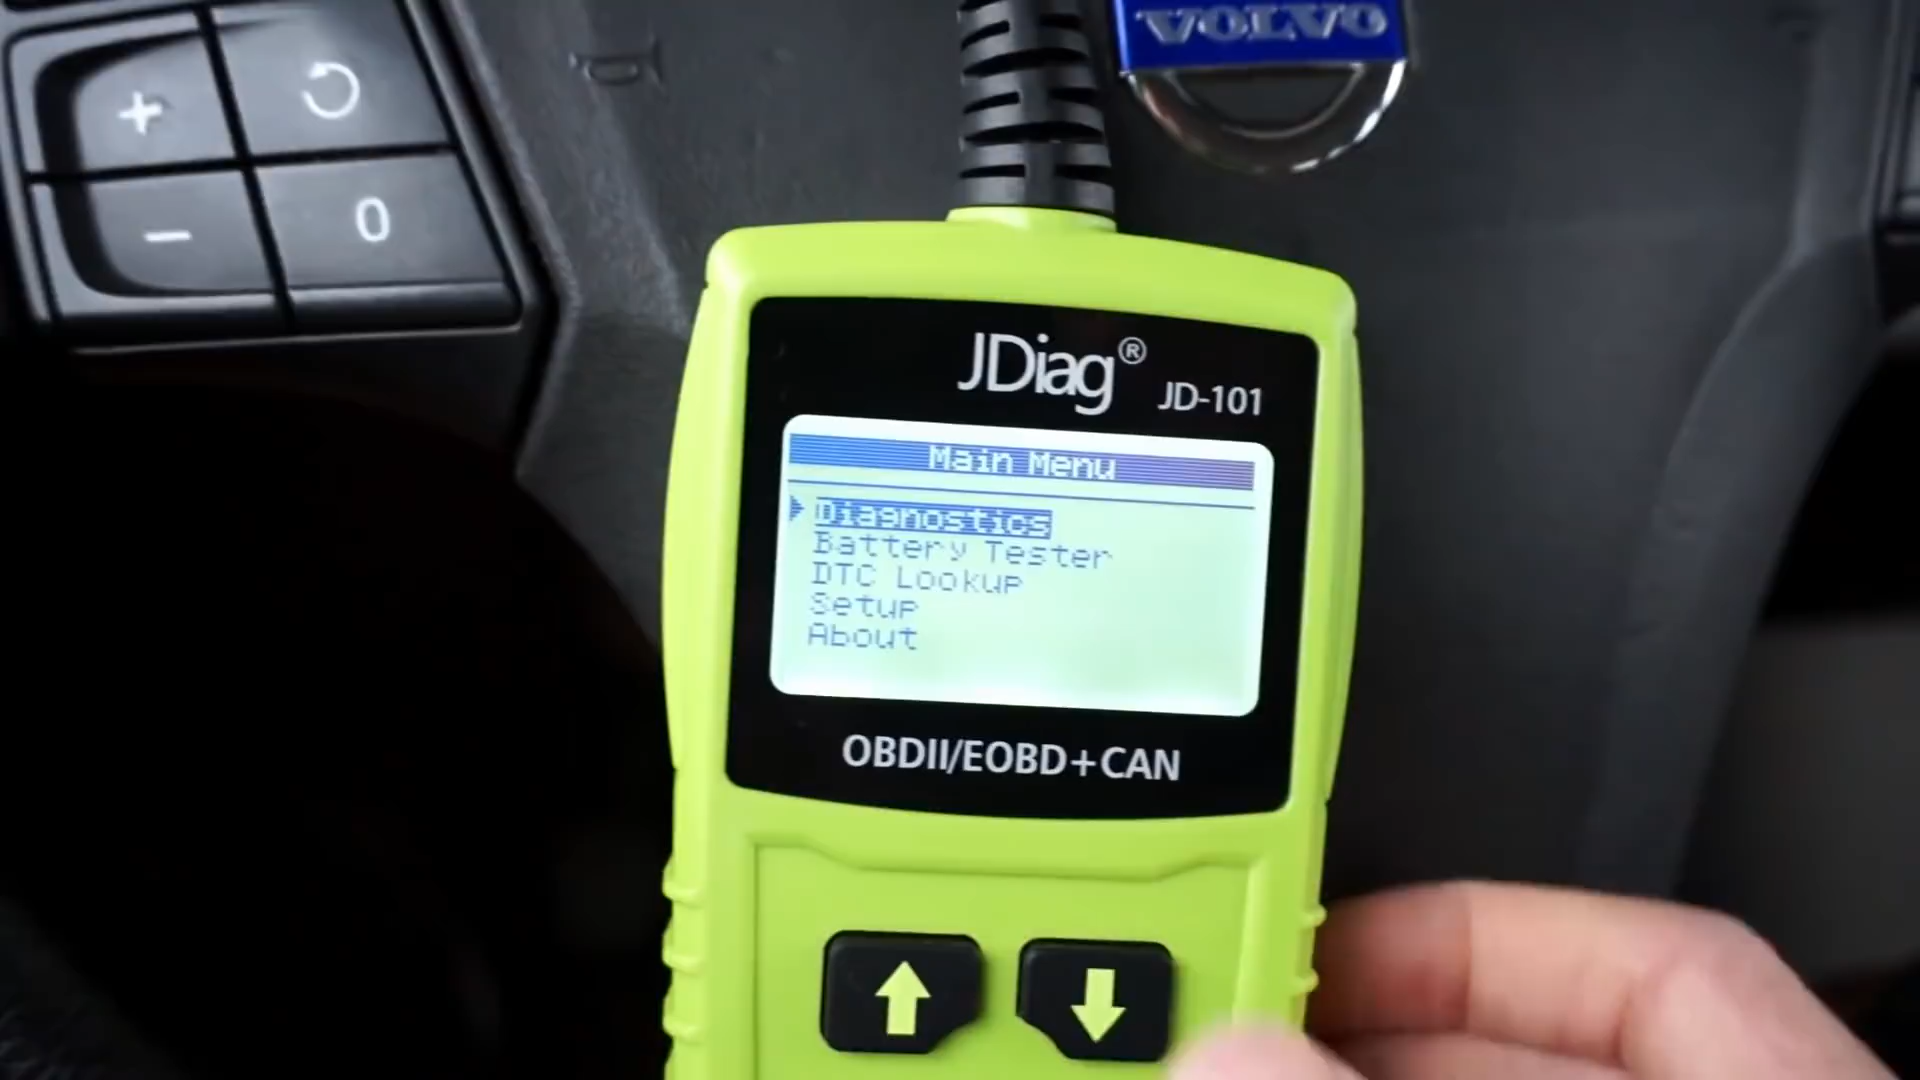 VOLVO
+
0
−
JDiag®
JD-101
Main Menu
Diagnostics
Battery Tester
DTC Lookup
Setup
About
OBDII/EOBD+CAN